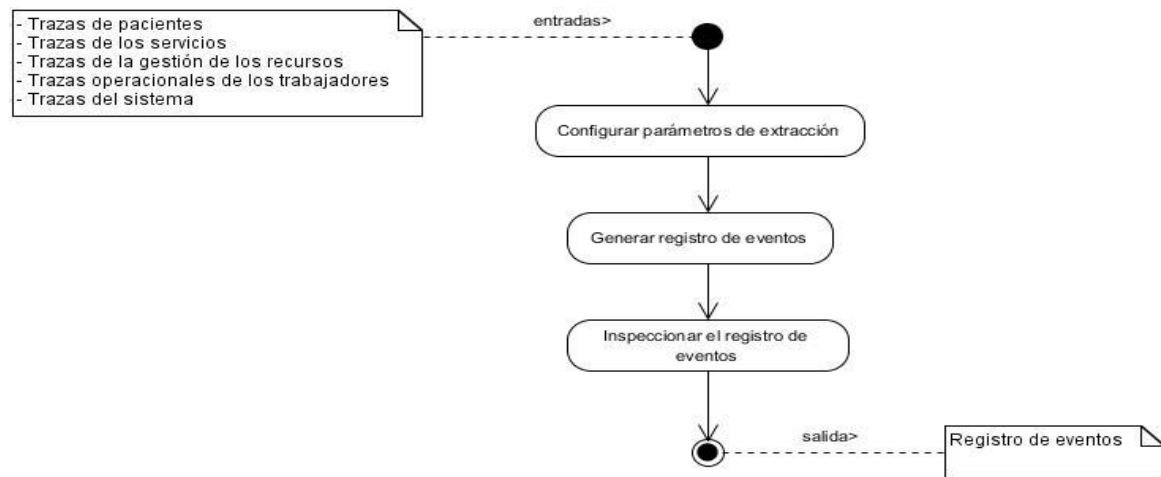 - Trazas de pacientes
- Trazas de los servicios
- Trazas de la gestión de los recursos
- Trazas operacionales de los trabajadores
- Trazas del sistema
entradas>
Configurar parámetros de extracción
Generar registro de eventos
Inspeccionar el registro de
eventos
salida>
Registro de eventos